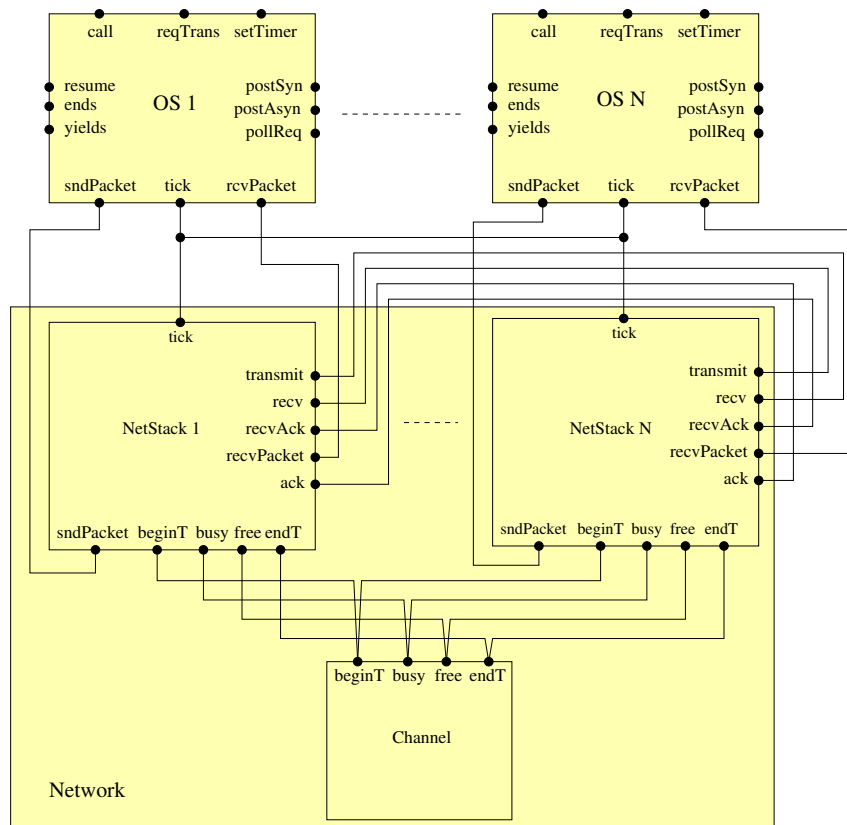 call reqTrans setTimer
resume
ends
yields
OS 1
postSyn
postAsyn
pollReq
sndPacket tick rcvPacket
call reqTrans setTimer
resume
ends
yields
OS N
postSyn
postAsyn
pollReq
sndPacket tick rcvPacket
tick
transmit
recv
NetStack 1
recvAck
recvPacket
ack
sndPacket beginT busy free endT
tick
transmit
recv
NetStack N
recvAck
recvPacket
ack
sndPacket beginT busy free endT
beginT busy free endT
Channel
Network